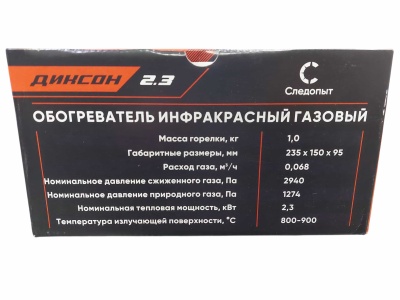 ДИКСОН 2.3
Следопыт
ОБОГРЕВАТЕЛЬ ИНФРАКРАСНЫЙ ГАЗОВЫЙ
Масса горелки, кг 1,0
Габаритные размеры, мм 235 x 150 x 95
Расход газа, м³/ч 0,068
Номинальное давление сжиженного газа, Па 2940
Номинальное давление природного газа, Па 1274
Номинальная тепловая мощность, кВт 2,3
Температура излучающей поверхности, °С 800-900